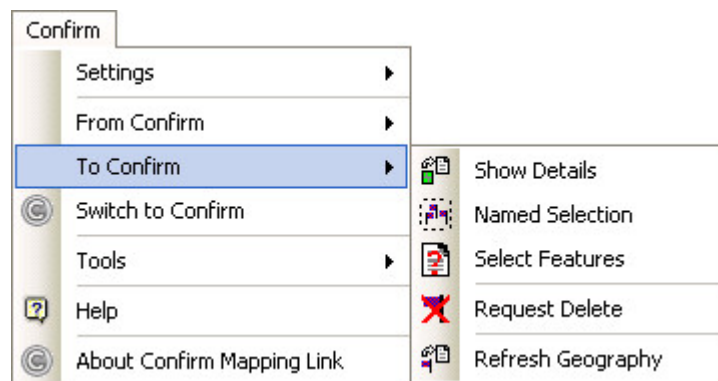 Confirm
Settings
From Confirm
To Confirm
Switch to Confirm
Tools
Help
About Confirm Mapping Link
Show Details
Named Selection
Select Features
Request Delete
Refresh Geography